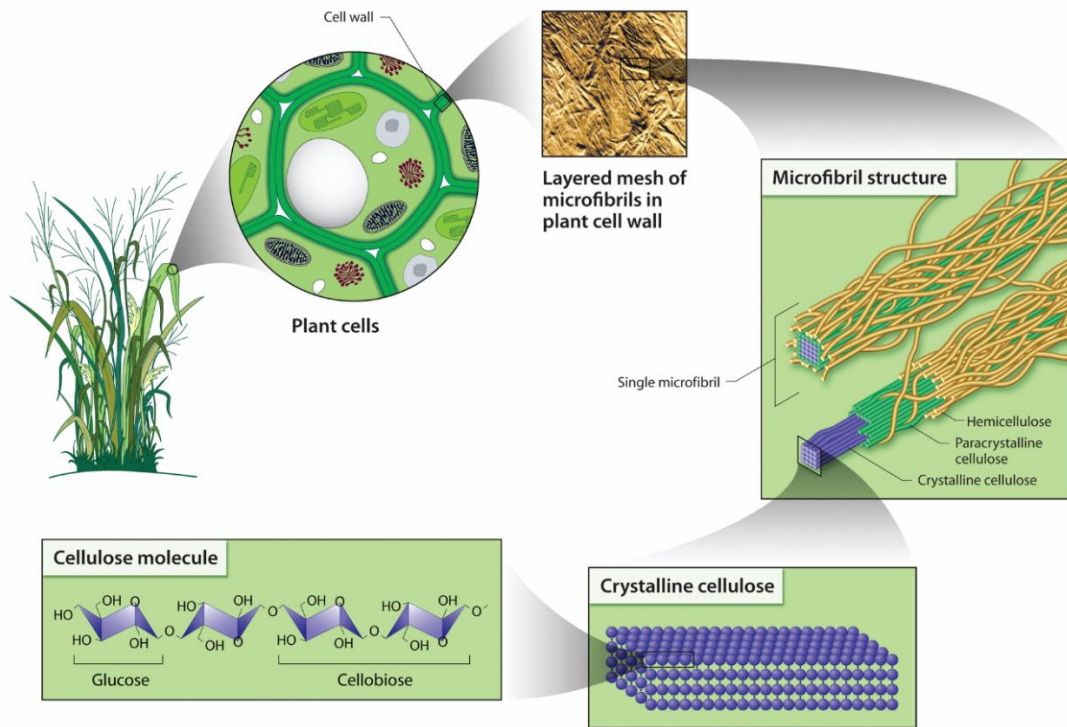 Cell wall
Plant cells
Layered mesh of
microfibrils in
plant cell wall
Microfibril structure
Single microfibril
Hemicellulose
Paracrystalline
cellulose
Crystalline cellulose
Cellulose molecule
OH O OH OH OH O OH OH
HO O O O
HO OH O HO OH O
HO OH O HO OH O
Glucose Cellobiose
Crystalline cellulose